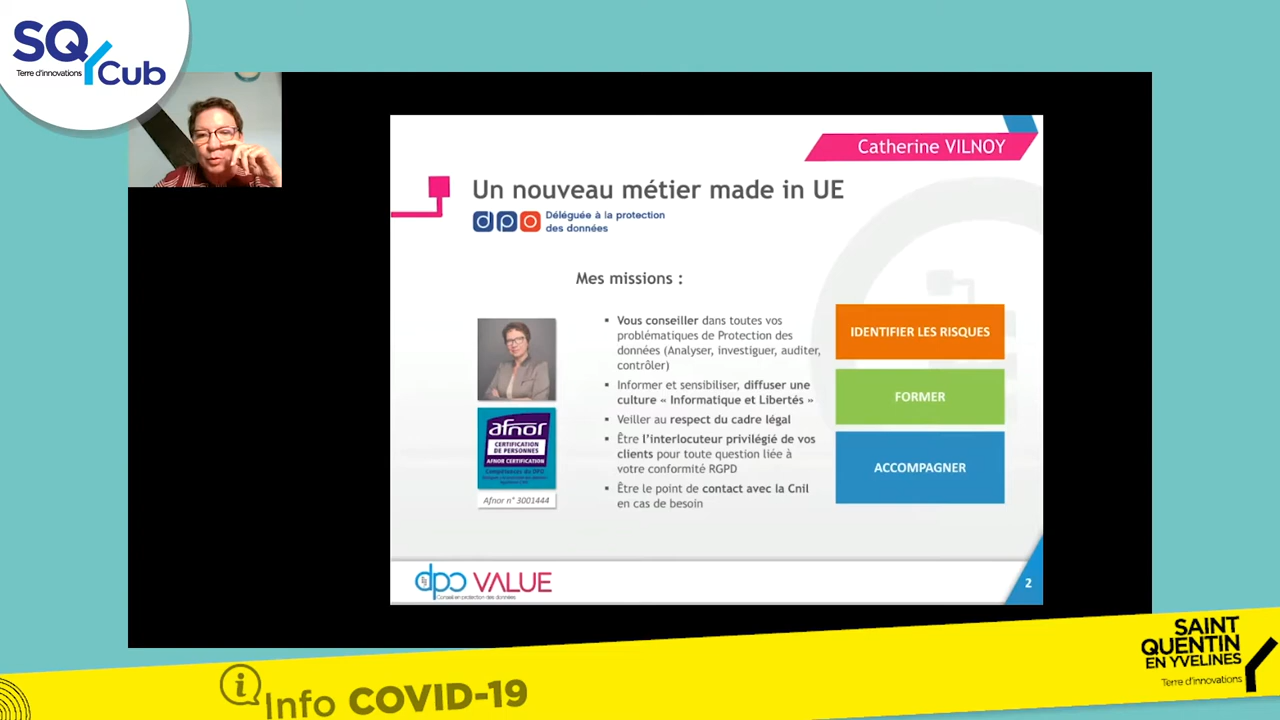 SQY Cub
Terre d'innovations
Catherine VILNOY
Un nouveau métier made in UE
dpo
Déléguée à la protection
des données
Mes missions :
▪ Vous conseiller dans toutes vos
problématiques de Protection des
données (Analyser, investiguer, auditer,
contrôler)
▪ Informer et sensibiliser, diffuser une
culture « Informatique et Libertés »
▪ Veiller au respect du cadre légal
▪ Être l'interlocuteur privilégié de vos
clients pour toute question liée à
votre conformité RGPD
▪ Être le point de contact avec la Cnil
en cas de besoin
IDENTIFIER LES RISQUES
FORMER
ACCOMPAGNER
afnor
CERTIFICATION
DE PERSONNES
AFNOR CERTIFICATION
Compétences du DPO
Afnor n° 3001444
dpo VALUE
Conseil en protection des données
2
i
Info COVID-19
SAINT
QUENTIN
EN YVELINES
Terre d'innovations